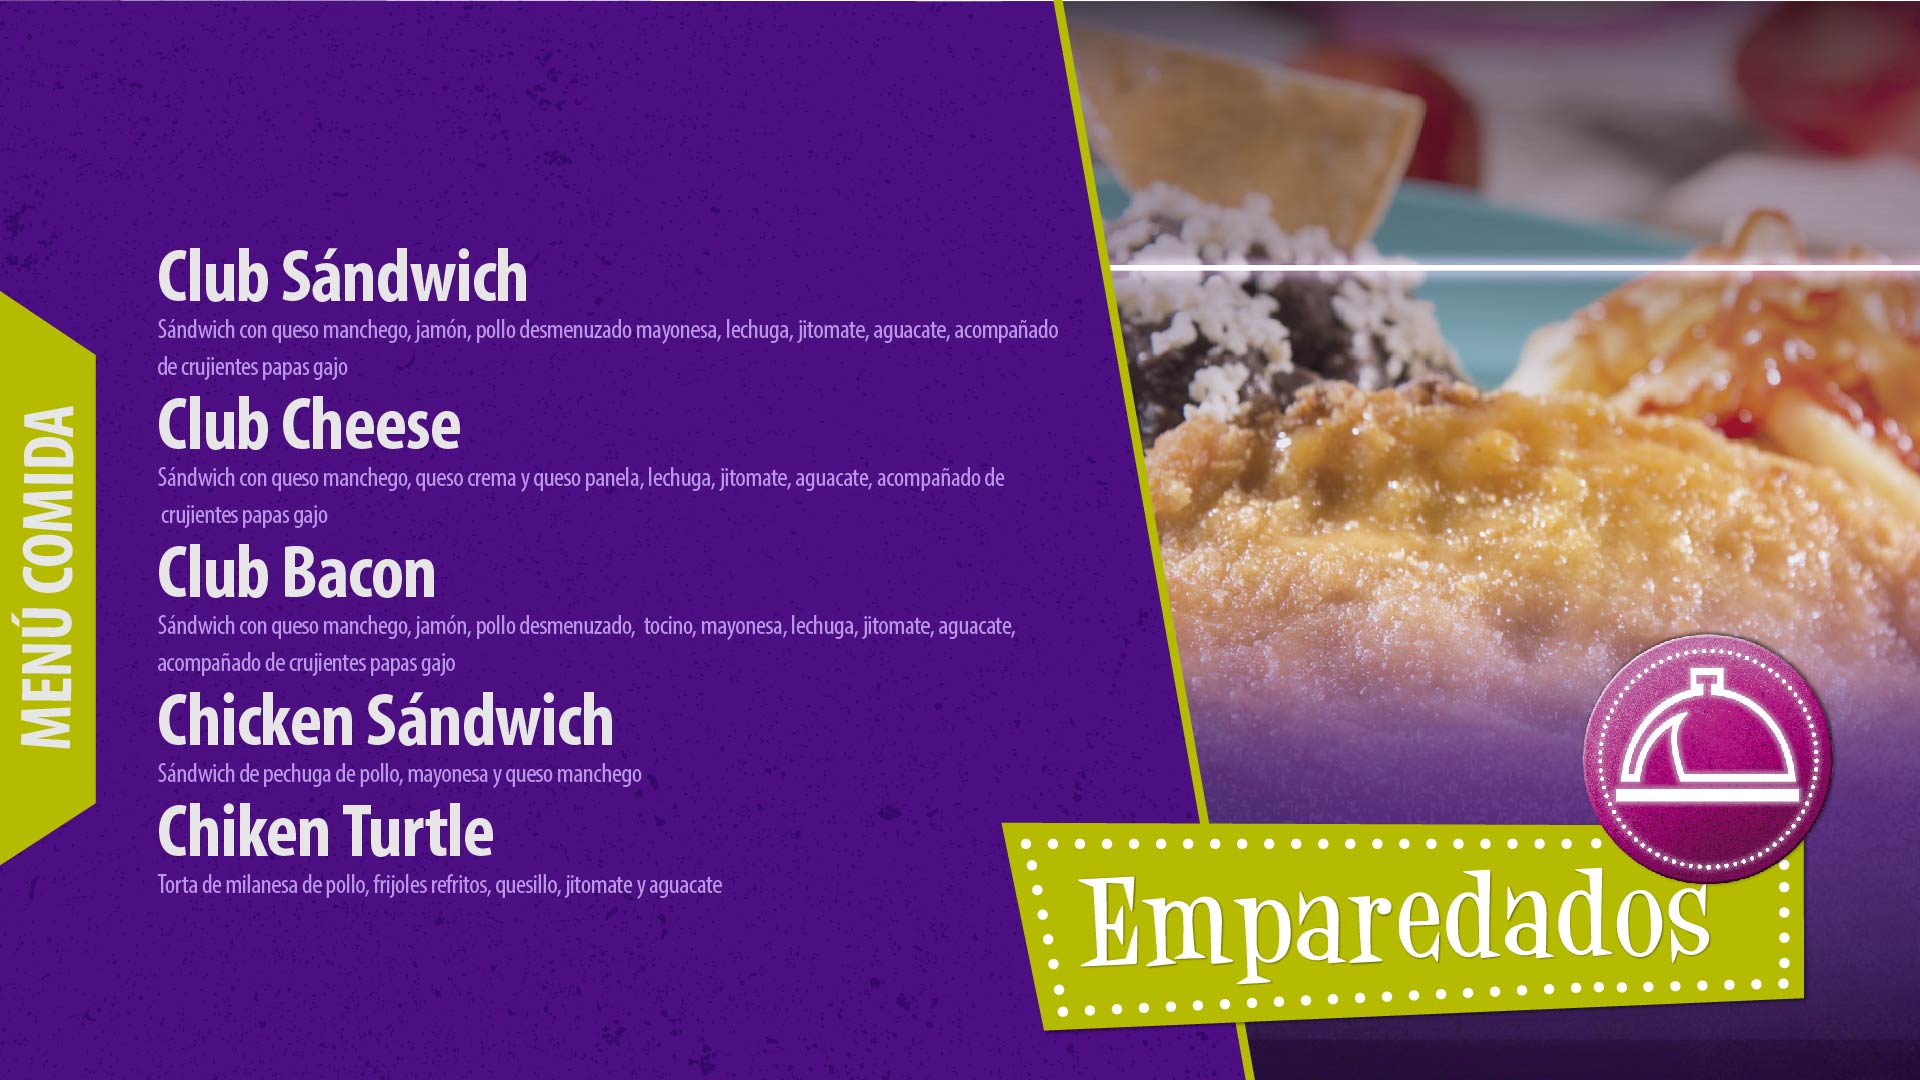 MENÚ COMIDA
Club Sándwich
Sándwich con queso manchego, jamón, pollo desmenuzado mayonesa, lechuga, jitomate, aguacate, acompañado
de crujientes papas gajo
Club Cheese
Sándwich con queso manchego, queso crema y queso panela, lechuga, jitomate, aguacate, acompañado de
crujientes papas gajo
Club Bacon
Sándwich con queso manchego, jamón, pollo desmenuzado, tocino, mayonesa, lechuga, jitomate, aguacate,
acompañado de crujientes papas gajo
Chicken Sándwich
Sándwich de pechuga de pollo, mayonesa y queso manchego
Chiken Turtle
Torta de milanesa de pollo, frijoles refritos, quesillo, jitomate y aguacate
Emparedados